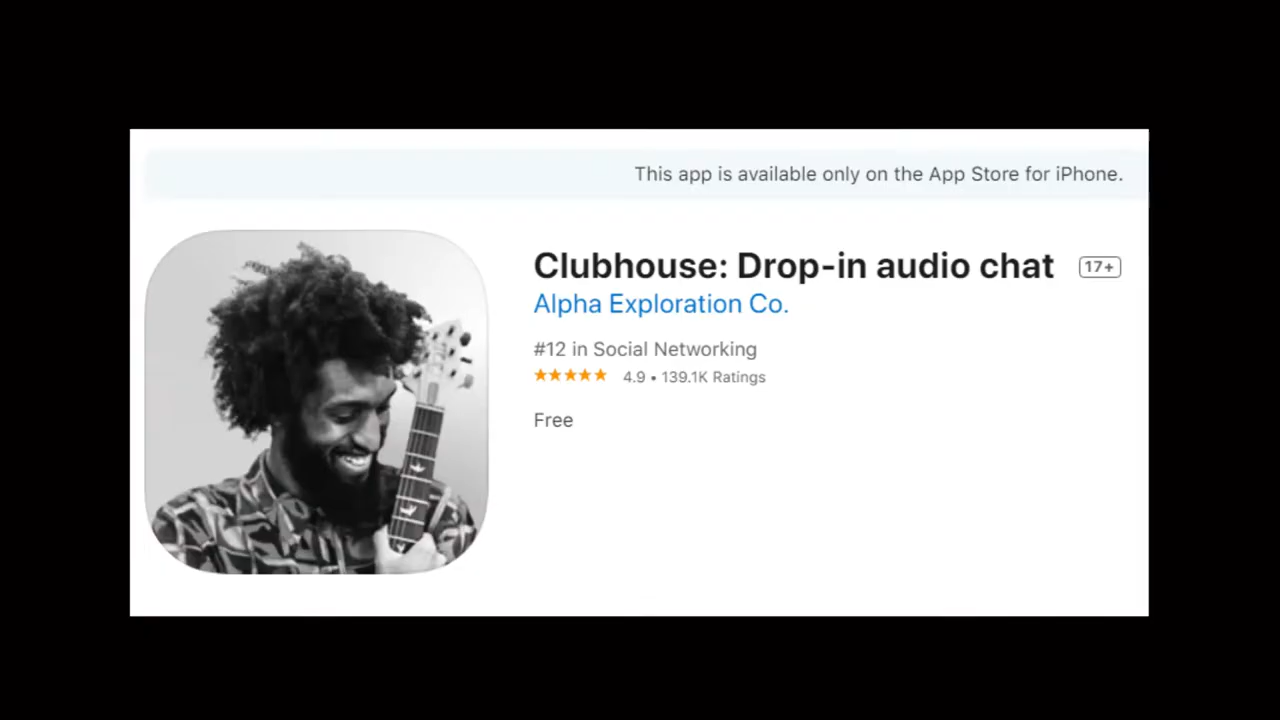 This app is available only on the App Store for iPhone.
Clubhouse: Drop-in audio chat 17+
Alpha Exploration Co.
#12 in Social Networking
★★★★★ 4.9 • 139.1K Ratings
Free